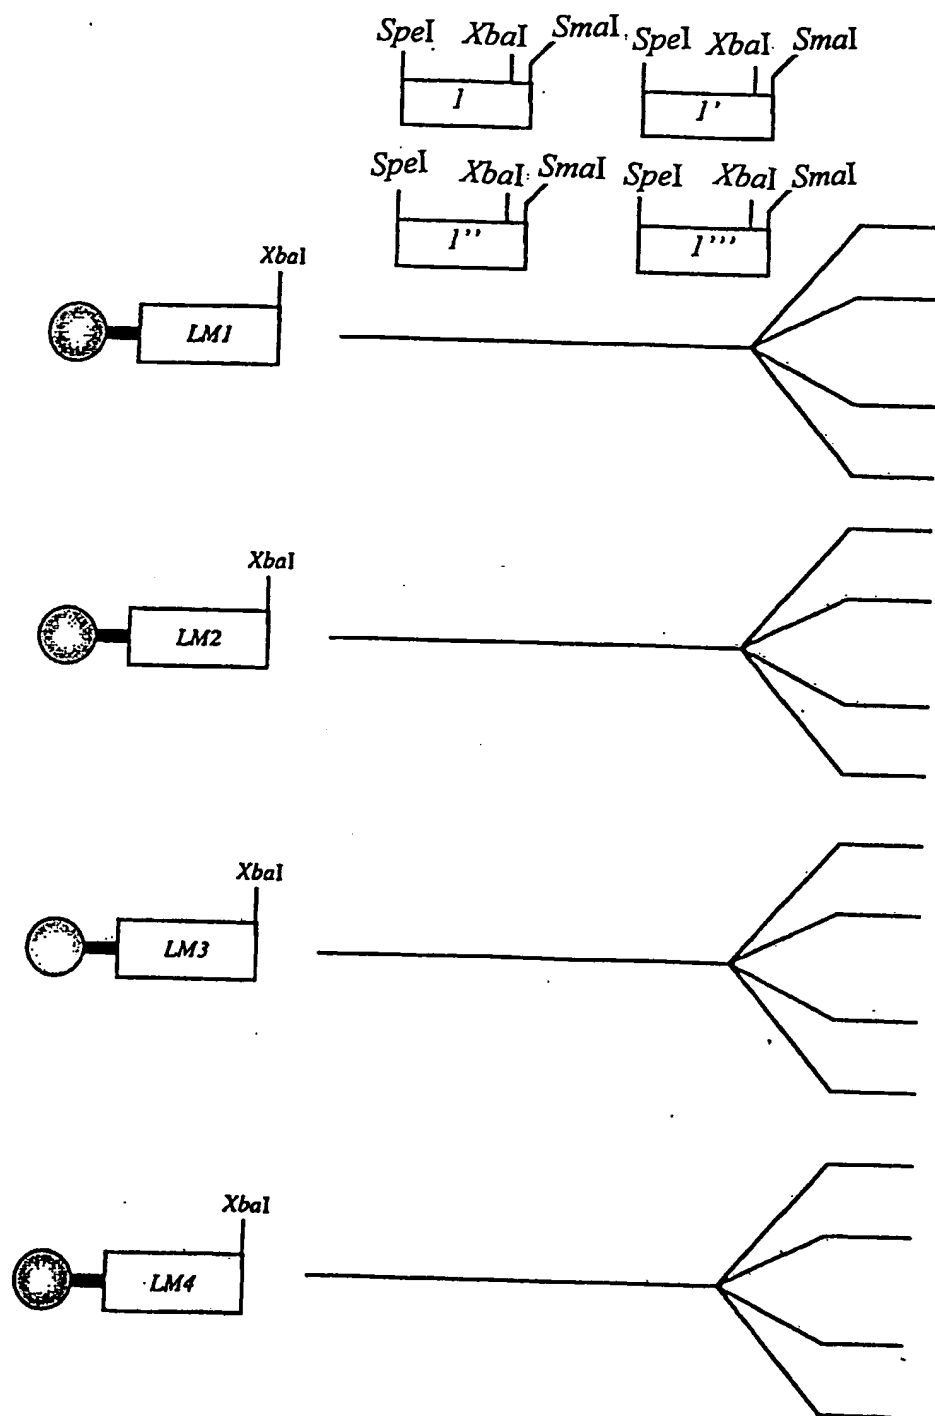 SpeI XbaI SmaI SpeI XbaI SmaI
1 1'
SpeI XbaI SmaI SpeI XbaI SmaI
1'' 1'''
XbaI
LM1
XbaI
LM2
XbaI
LM3
XbaI
LM4